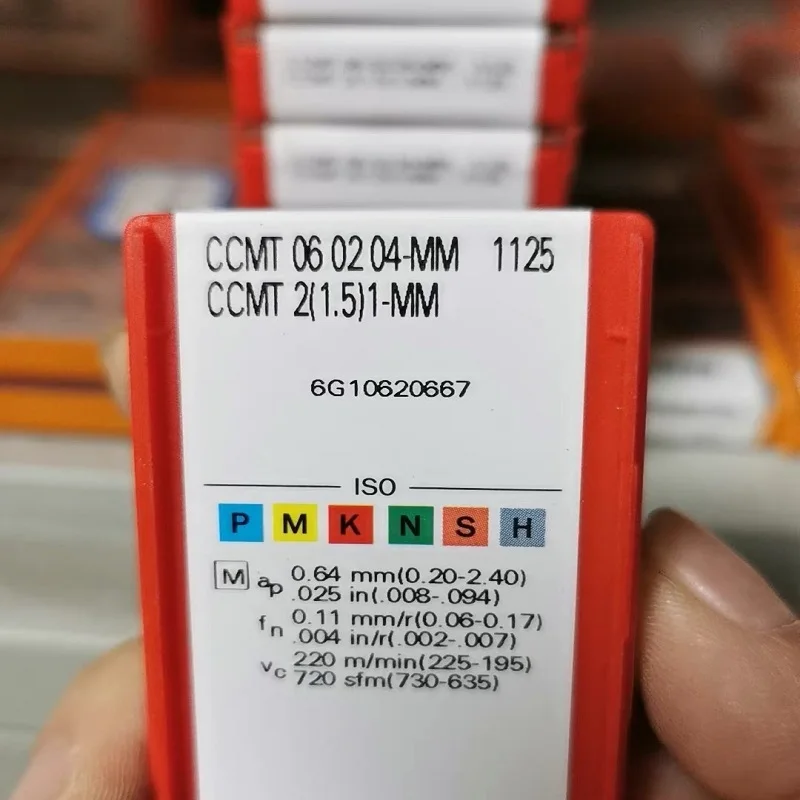 CCMT 06 02 04-MM 1125
CCMT 2(1.5)1-MM
6G10620667
ISO
P M K N S H
M ap 0.64 mm(0.20-2.40)
.025 in(.008-.094)
fn 0.11 mm/r(0.06-0.17)
.004 in/r(.002-.007)
vc 220 m/min(225-195)
720 sfm(730-635)